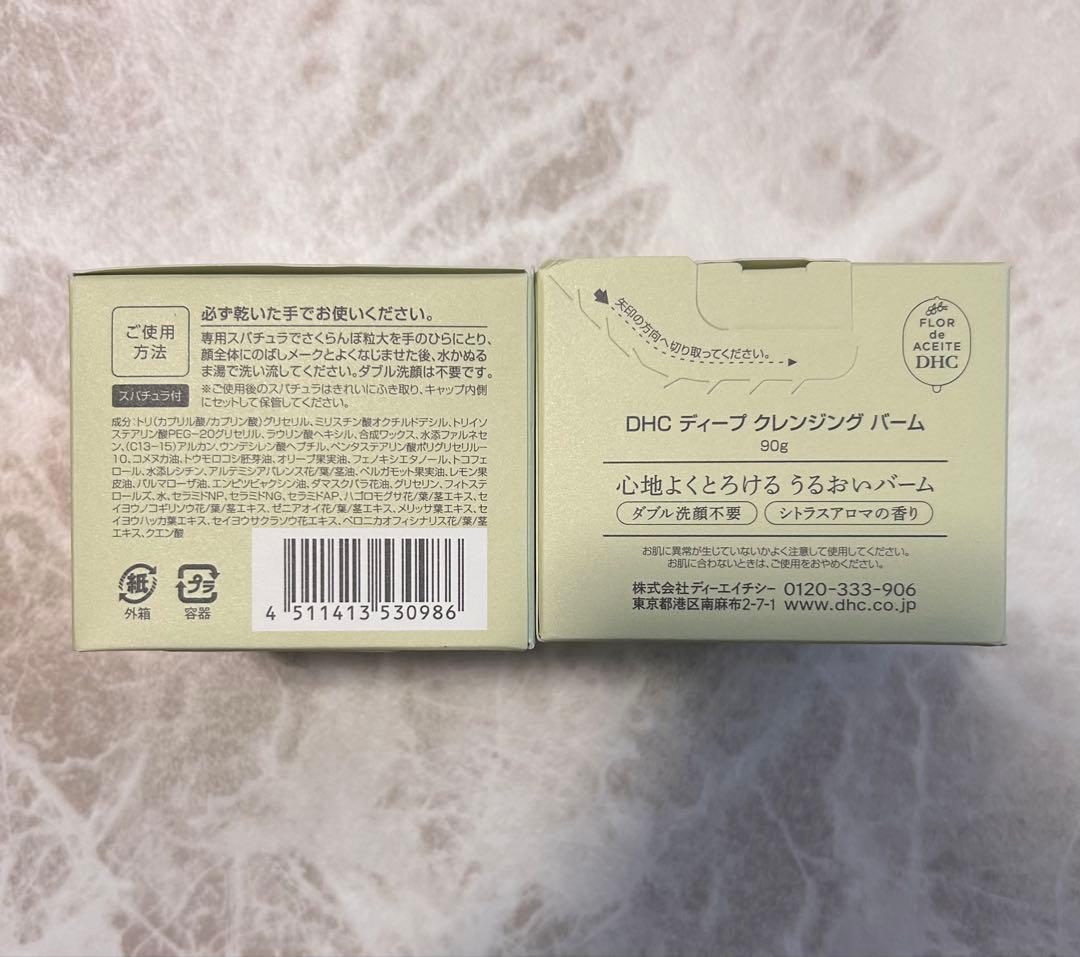 ご使用
方法
スパチュラ付
必ず乾いた手でお使いください。
専用スパチュラでさくらんぼ粒大を手のひらにとり、
顔全体にのばしメークとよくなじませた後、水かぬる
ま湯で洗い流してください。ダブル洗顔は不要です。
※ご使用後のスパチュラはきれいにふき取り、キャップ内側
にセットして保管してください。
成分:トリ(カプリル酸/カプリン酸)グリセリル、ミリスチン酸オクチルドデシル、トリイソ
ステアリン酸PEG-20グリセリル、ラウリン酸ヘキシル、合成ワックス、水添ファルネセ
ン、(C13-15)アルカン、ウンデシレン酸ヘプチル、ペンタステアリン酸ポリグリセリル-
10、コメヌカ油、トウモロコシ胚芽油、オリーブ果実油、フェノキシエタノール、トコフェ
ロール、水添レシチン、アルテミシアパレンス花/葉/茎油、ベルガモット果実油、レモン果
皮油、パルマローザ油、エンピツビャクシン油、ダマスクバラ花油、グリセリン、フィトステ
ロールズ、水、セラミドNP、セラミドNG、セラミドAP、ハゴロモグサ花/葉/茎エキス、セ
イヨウノコギリソウ花/葉/茎エキス、ゼニアオイ花/葉/茎エキス、メリッサ葉エキス、セ
イヨウハッカ葉エキス、セイヨウサクラソウ花エキス、ベロニカオフィシナリス花/葉/茎
エキス、クエン酸
紙
外箱
プラ
容器
4 511413 530986
矢印の方向へ切り取ってください。
FLOR
de
ACEITE
DHC
DHC ディープ クレンジング バーム
90g
心地よくとろける うるおいバーム
ダブル洗顔不要
シトラスアロマの香り
お肌に異常が生じていないかよく注意して使用してください。
お肌に合わないときは、ご使用をおやめください。
株式会社ディーエイチシー 0120-333-906
東京都港区南麻布2-7-1 www.dhc.co.jp